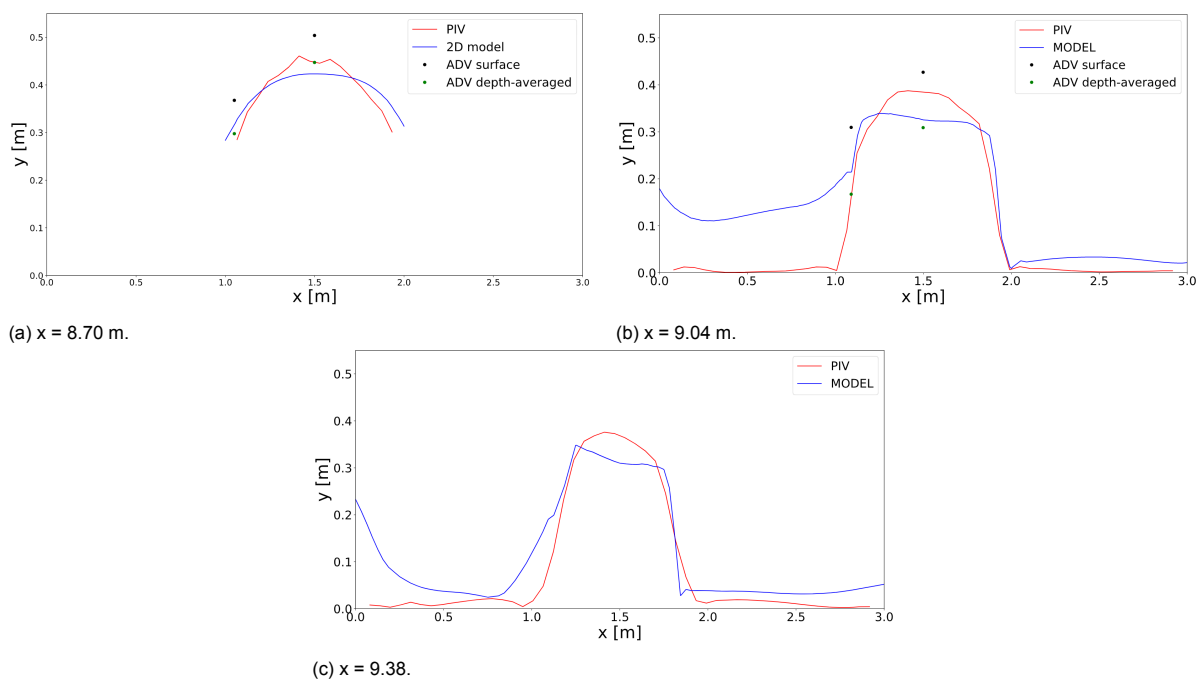 0.5
0.4
0.3
0.2
0.1
0.0
y [m]
0.0 0.5 1.0 1.5 2.0 2.5 3.0
x [m]
PIV
2D model
ADV surface
ADV depth-averaged
(a) x = 8.70 m.
0.5
0.4
0.3
0.2
0.1
0.0
y [m]
0.0 0.5 1.0 1.5 2.0 2.5 3.0
x [m]
PIV
MODEL
ADV surface
ADV depth-averaged
(b) x = 9.04 m.
0.5
0.4
0.3
0.2
0.1
0.0
y [m]
0.0 0.5 1.0 1.5 2.0 2.5 3.0
x [m]
PIV
MODEL
(c) x = 9.38.